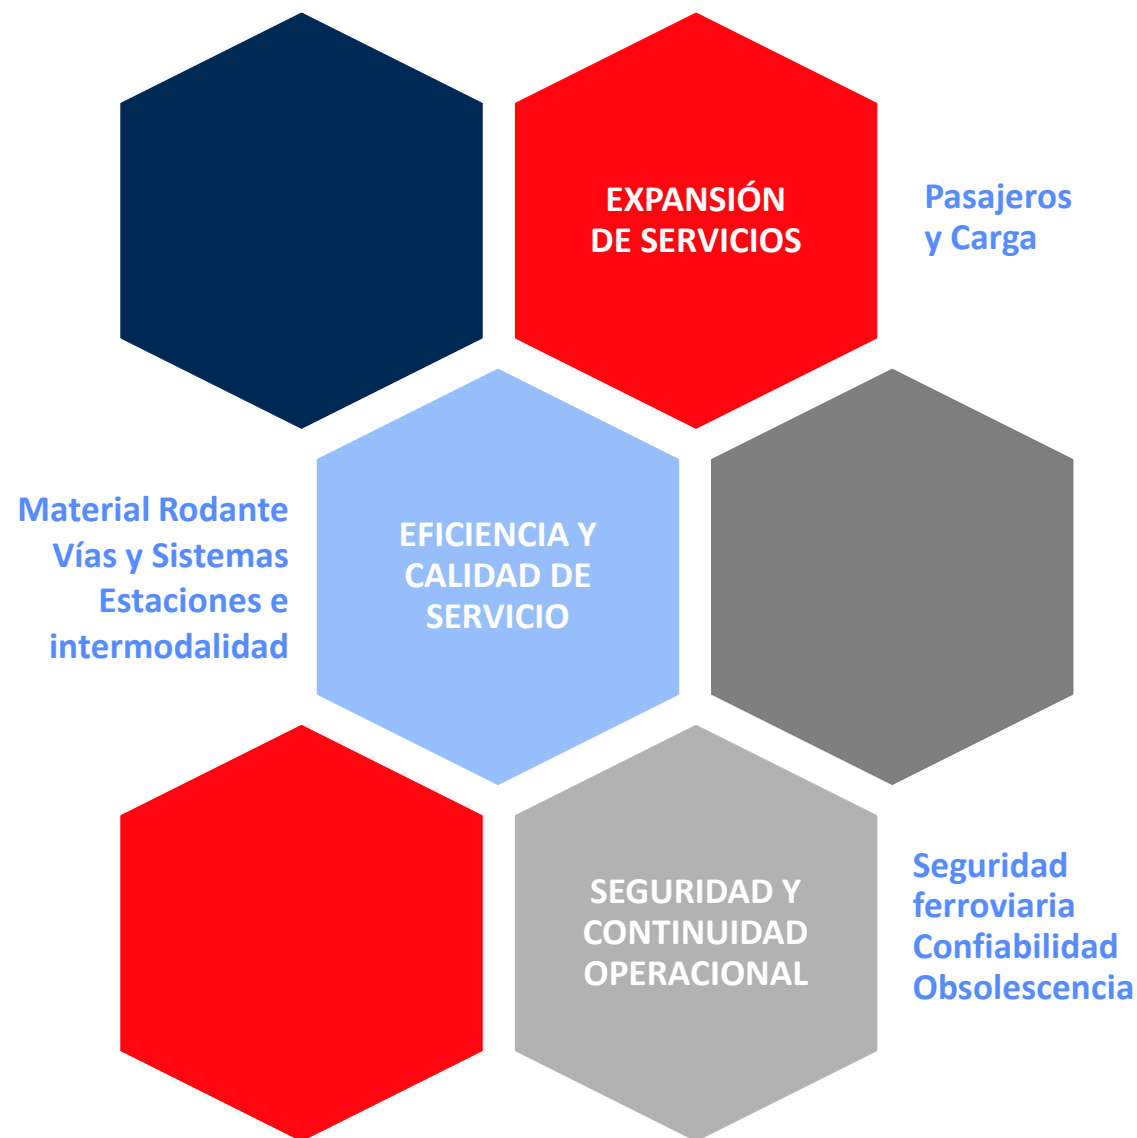 EXPANSIÓN
DE SERVICIOS
Pasajeros
y Carga
Material Rodante
Vías y Sistemas
Estaciones e
intermodalidad
EFICIENCIA Y
CALIDAD DE
SERVICIO
SEGURIDAD Y
CONTINUIDAD
OPERACIONAL
Seguridad
ferroviaria
Confiabilidad
Obsolescencia